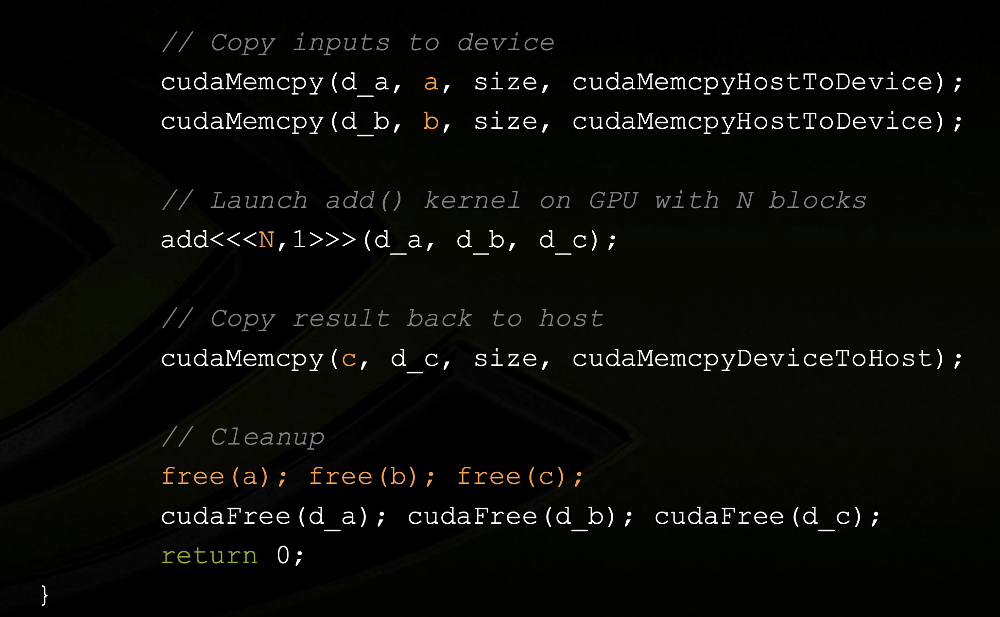 // Copy inputs to device
cudaMemcpy(d_a, a, size, cudaMemcpyHostToDevice);
cudaMemcpy(d_b, b, size, cudaMemcpyHostToDevice);
// Launch add() kernel on GPU with N blocks
add<<<N,1>>>(d_a, d_b, d_c);
// Copy result back to host
cudaMemcpy(c, d_c, size, cudaMemcpyDeviceToHost);
// Cleanup
free(a); free(b); free(c);
cudaFree(d_a); cudaFree(d_b); cudaFree(d_c);
return 0;
}